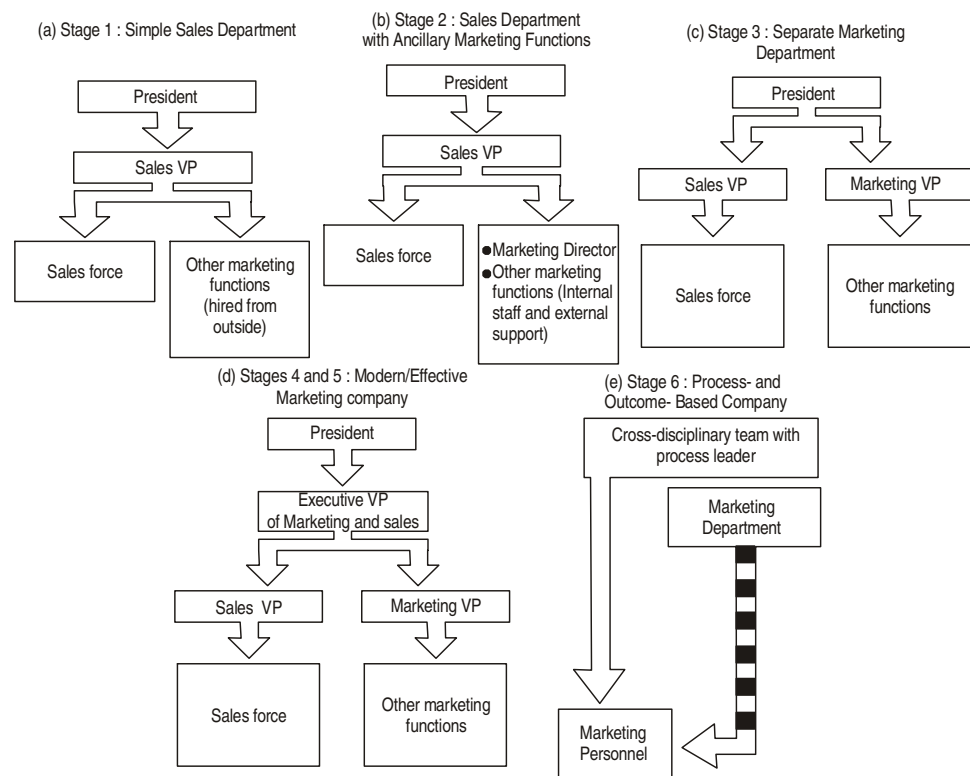 (a) Stage 1 : Simple Sales Department
President
Sales VP
Sales force
Other marketing
functions
(hired from
outside)
(b) Stage 2 : Sales Department
with Ancillary Marketing Functions
President
Sales VP
Sales force
●Marketing Director
●Other marketing
functions (Internal
staff and external
support)
(c) Stage 3 : Separate Marketing
Department
President
Sales VP
Marketing VP
Sales force
Other marketing
functions
(d) Stages 4 and 5 : Modern/Effective
Marketing company
President
Executive VP
of Marketing and sales
Sales VP
Marketing VP
Sales force
Other marketing
functions
(e) Stage 6 : Process- and
Outcome- Based Company
Cross-disciplinary team with
process leader
Marketing
Department
Marketing
Personnel